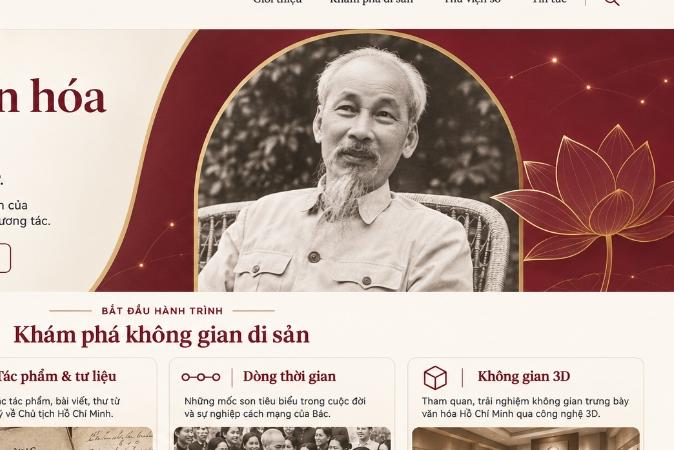 Giới thiệu Khám phá di sản Thư viện số Tin tức
n hóa
n của
ương tác.
BẮT ĐẦU HÀNH TRÌNH
Khám phá không gian di sản
Tác phẩm & tư liệu
ác tác phẩm, bài viết, thư từ
ý về Chủ tịch Hồ Chí Minh.
Dòng thời gian
Những mốc son tiêu biểu trong cuộc đời
và sự nghiệp cách mạng của Bác.
Không gian 3D
Tham quan, trải nghiệm không gian trưng bày
văn hóa Hồ Chí Minh qua công nghệ 3D.